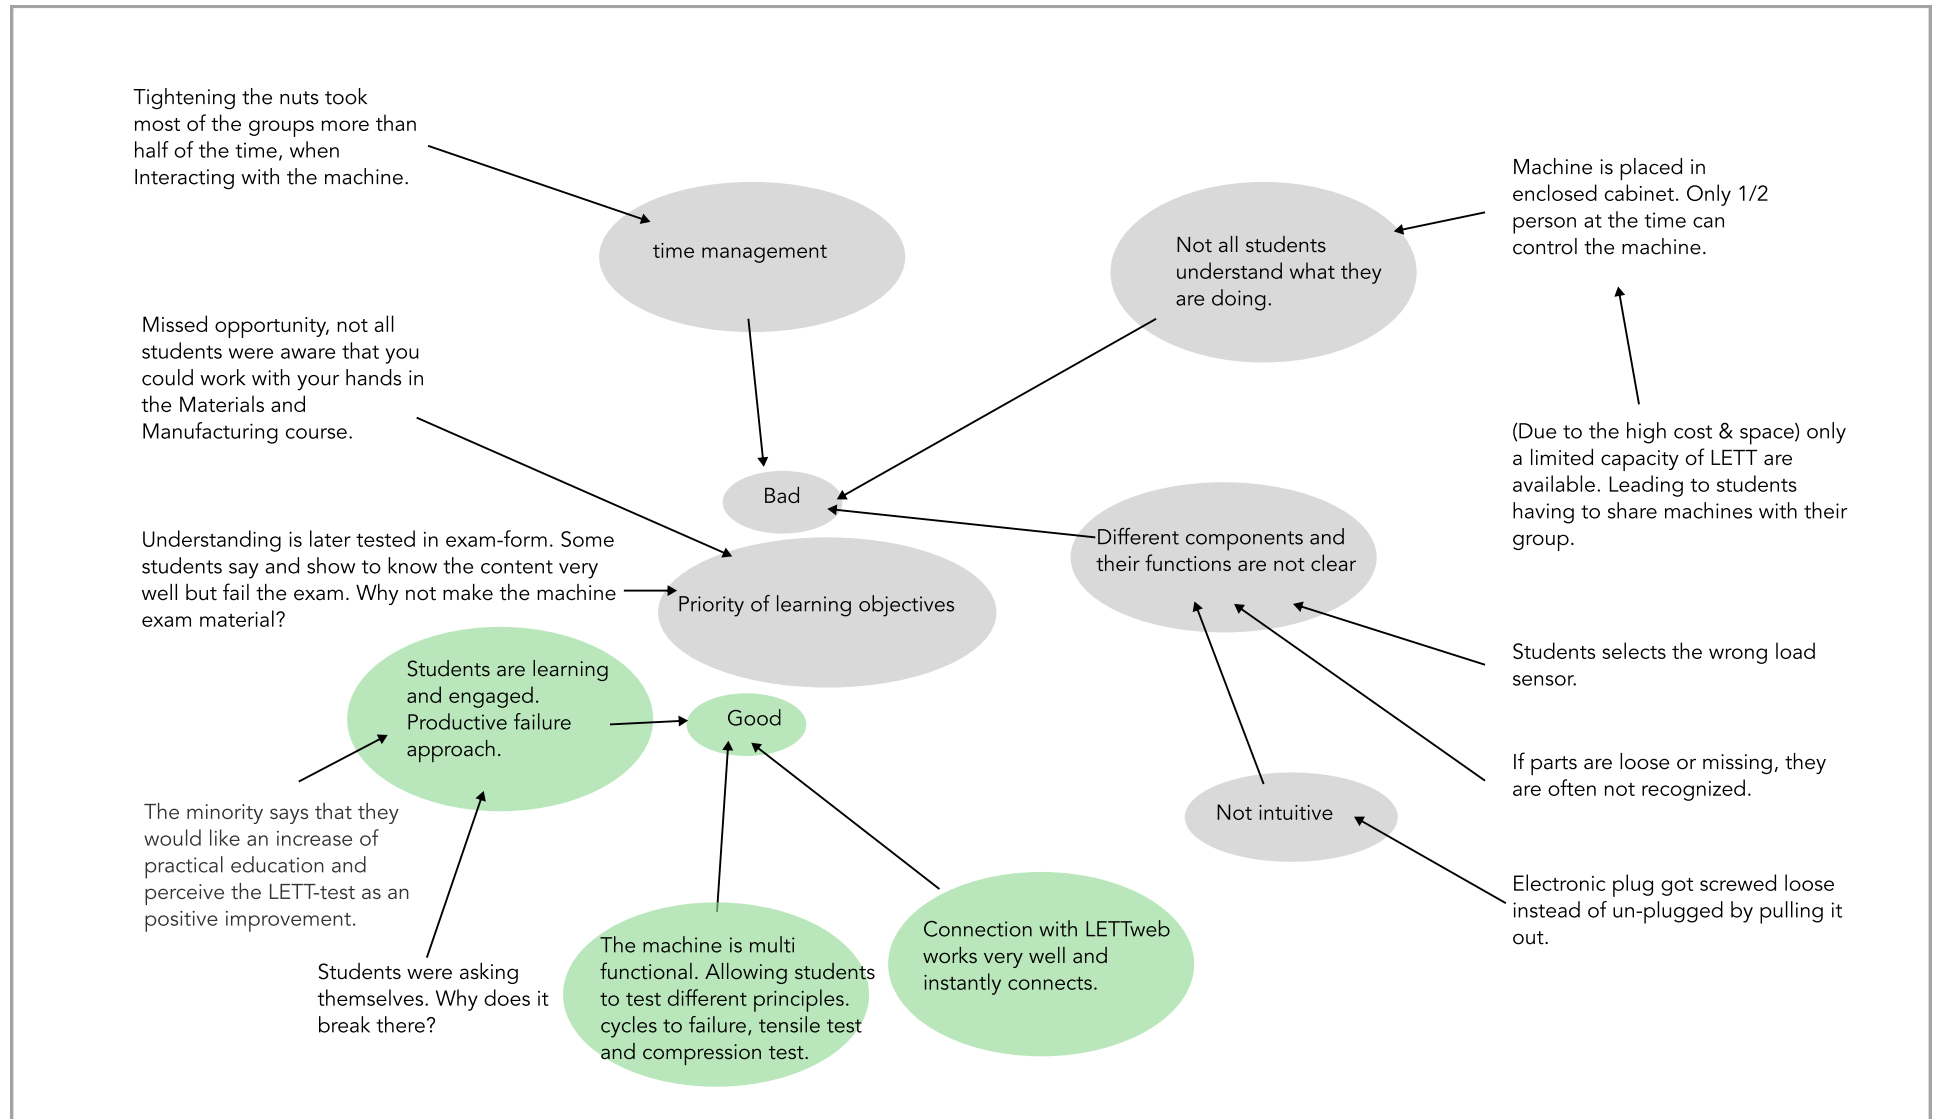 Tightening the nuts took
most of the groups more than
half of the time, when
Interacting with the machine.
time management
Not all students
understand what they
are doing.
Machine is placed in
enclosed cabinet. Only 1/2
person at the time can
control the machine.
Missed opportunity, not all
students were aware that you
could work with your hands in
the Materials and
Manufacturing course.
Bad
(Due to the high cost & space) only
a limited capacity of LETT are
available. Leading to students
having to share machines with their
group.
Different components and
their functions are not clear
Understanding is later tested in exam-form. Some
students say and show to know the content very
well but fail the exam. Why not make the machine
exam material?
Priority of learning objectives
Students are learning
and engaged.
Productive failure
approach.
Good
Students selects the wrong load
sensor.
If parts are loose or missing, they
are often not recognized.
Not intuitive
The minority says that they
would like an increase of
practical education and
perceive the LETT-test as an
positive improvement.
Electronic plug got screwed loose
instead of un-plugged by pulling it
out.
Students were asking
themselves. Why does it
break there?
The machine is multi
functional. Allowing students
to test different principles.
cycles to failure, tensile test
and compression test.
Connection with LETTweb
works very well and
instantly connects.